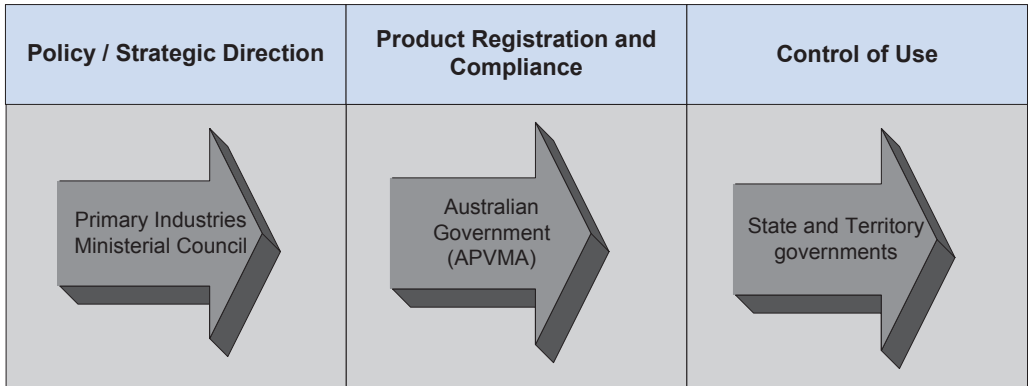 Policy / Strategic Direction
Product Registration and
Compliance
Control of Use
Primary Industries
Ministerial Council
Australian
Government
(APVMA)
State and Territory
governments